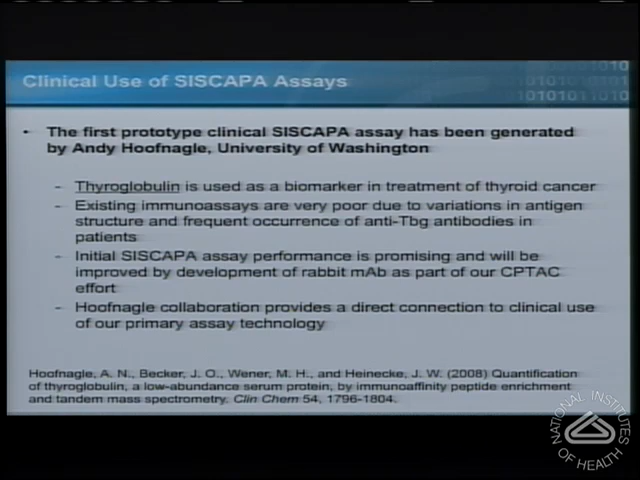 Clinical Use of SISCAPA Assays
01010101010
010101010
1010101011010
• The first prototype clinical SISCAPA assay has been generated
by Andy Hoofnagle, University of Washington
– Thyroglobulin is used as a biomarker in treatment of thyroid cancer
– Existing immunoassays are very poor due to variations in antigen
structure and frequent occurrence of anti-Tbg antibodies in
patients
– Initial SISCAPA assay performance is promising and will be
improved by development of rabbit mAb as part of our CPTAC
effort
– Hoofnagle collaboration provides a direct connection to clinical use
of our primary assay technology
Hoofnagle, A. N., Becker, J. O., Wener, M. H., and Heinecke, J. W. (2008) Quantification
of thyroglobulin, a low-abundance serum protein, by immunoaffinity peptide enrichment
and tandem mass spectrometry. Clin Chem 54, 1796-1804.
NATIONAL INSTITUTES
OF HEALTH